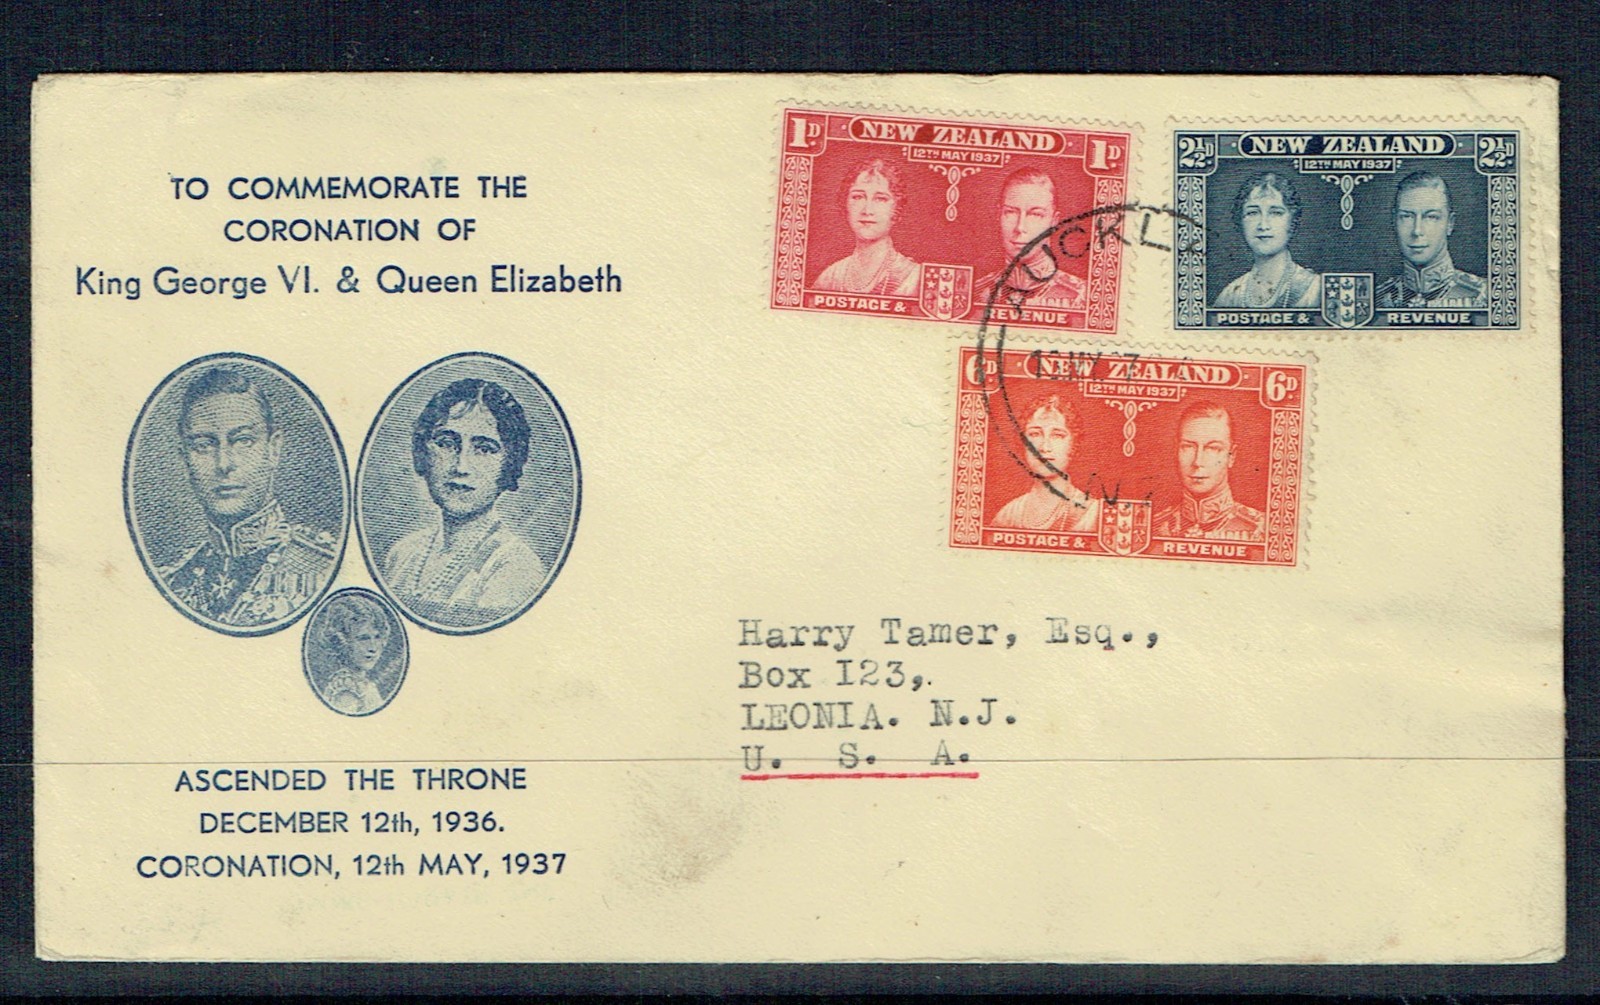 TO COMMEMORATE THE
CORONATION OF
King George VI. & Queen Elizabeth
ASCENDED THE THRONE
DECEMBER 12th, 1936.
CORONATION, 12th MAY, 1937
1D NEW ZEALAND 1D
12TH MAY 1937
POSTAGE & REVENUE
2½D NEW ZEALAND 2½D
12TH MAY 1937
POSTAGE & REVENUE
6D NEW ZEALAND 6D
12TH MAY 1937
POSTAGE & REVENUE
AUCKL
N.Z
Harry Tamer, Esq.,
Box I23,.
LEONIA. N.J.
U. S. A.